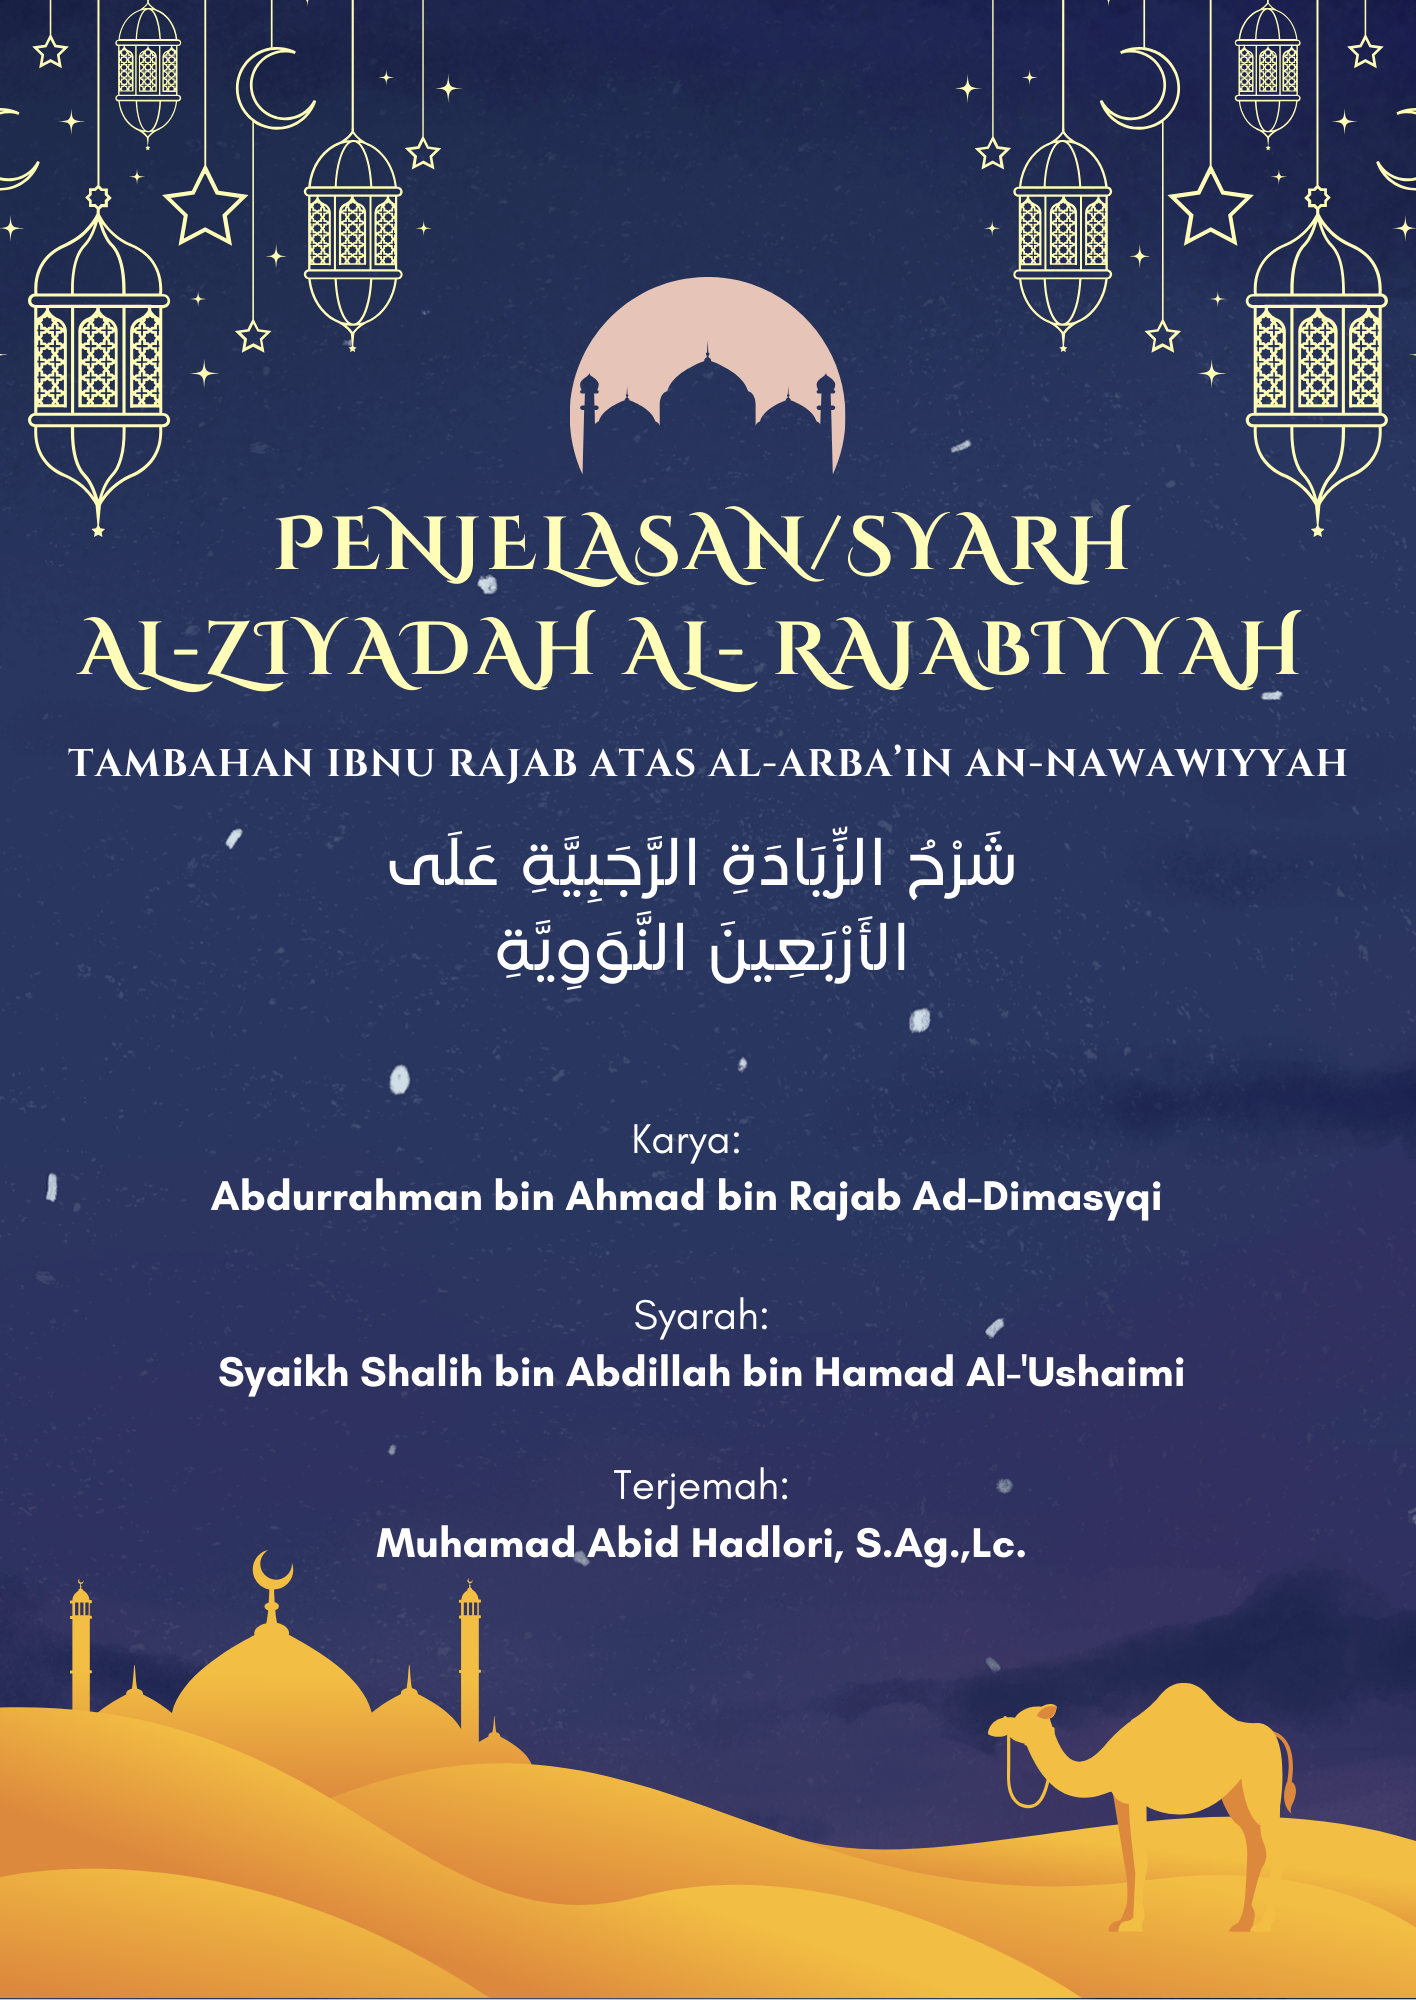 PENJELASAN/SYARH
AL-ZIYADAH AL- RAJABIYYAH
TAMBAHAN IBNU RAJAB ATAS AL-ARBA’IN AN-NAWAWIYYAH
شَرْحُ الزِّيَادَةِ الرَّجَبِيَّةِ عَلَى
الأَرْبَعِينَ النَّوَوِيَّةِ
Karya:
Abdurrahman bin Ahmad bin Rajab Ad-Dimasyqi
Syarah:
Syaikh Shalih bin Abdillah bin Hamad Al-'Ushaimi
Terjemah:
Muhamad Abid Hadlori, S.Ag.,Lc.